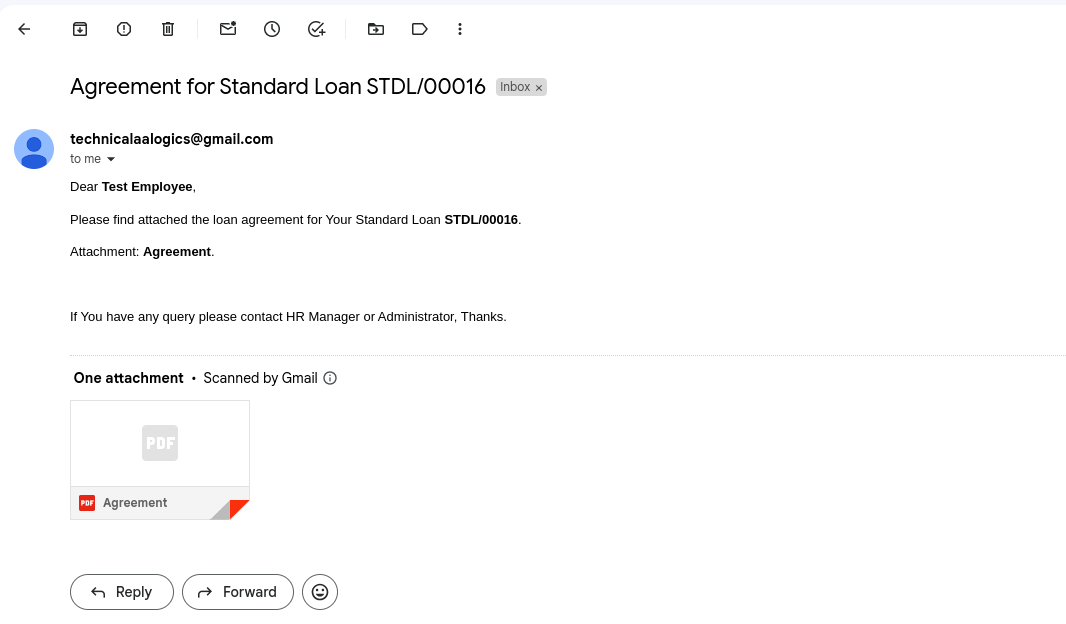 Agreement for Standard Loan STDL/00016 Inbox ×
technicalaalogics@gmail.com
to me
Dear Test Employee,
Please find attached the loan agreement for Your Standard Loan STDL/00016.
Attachment: Agreement.
If You have any query please contact HR Manager or Administrator, Thanks.
One attachment • Scanned by Gmail
PDF
PDF Agreement
Reply Forward